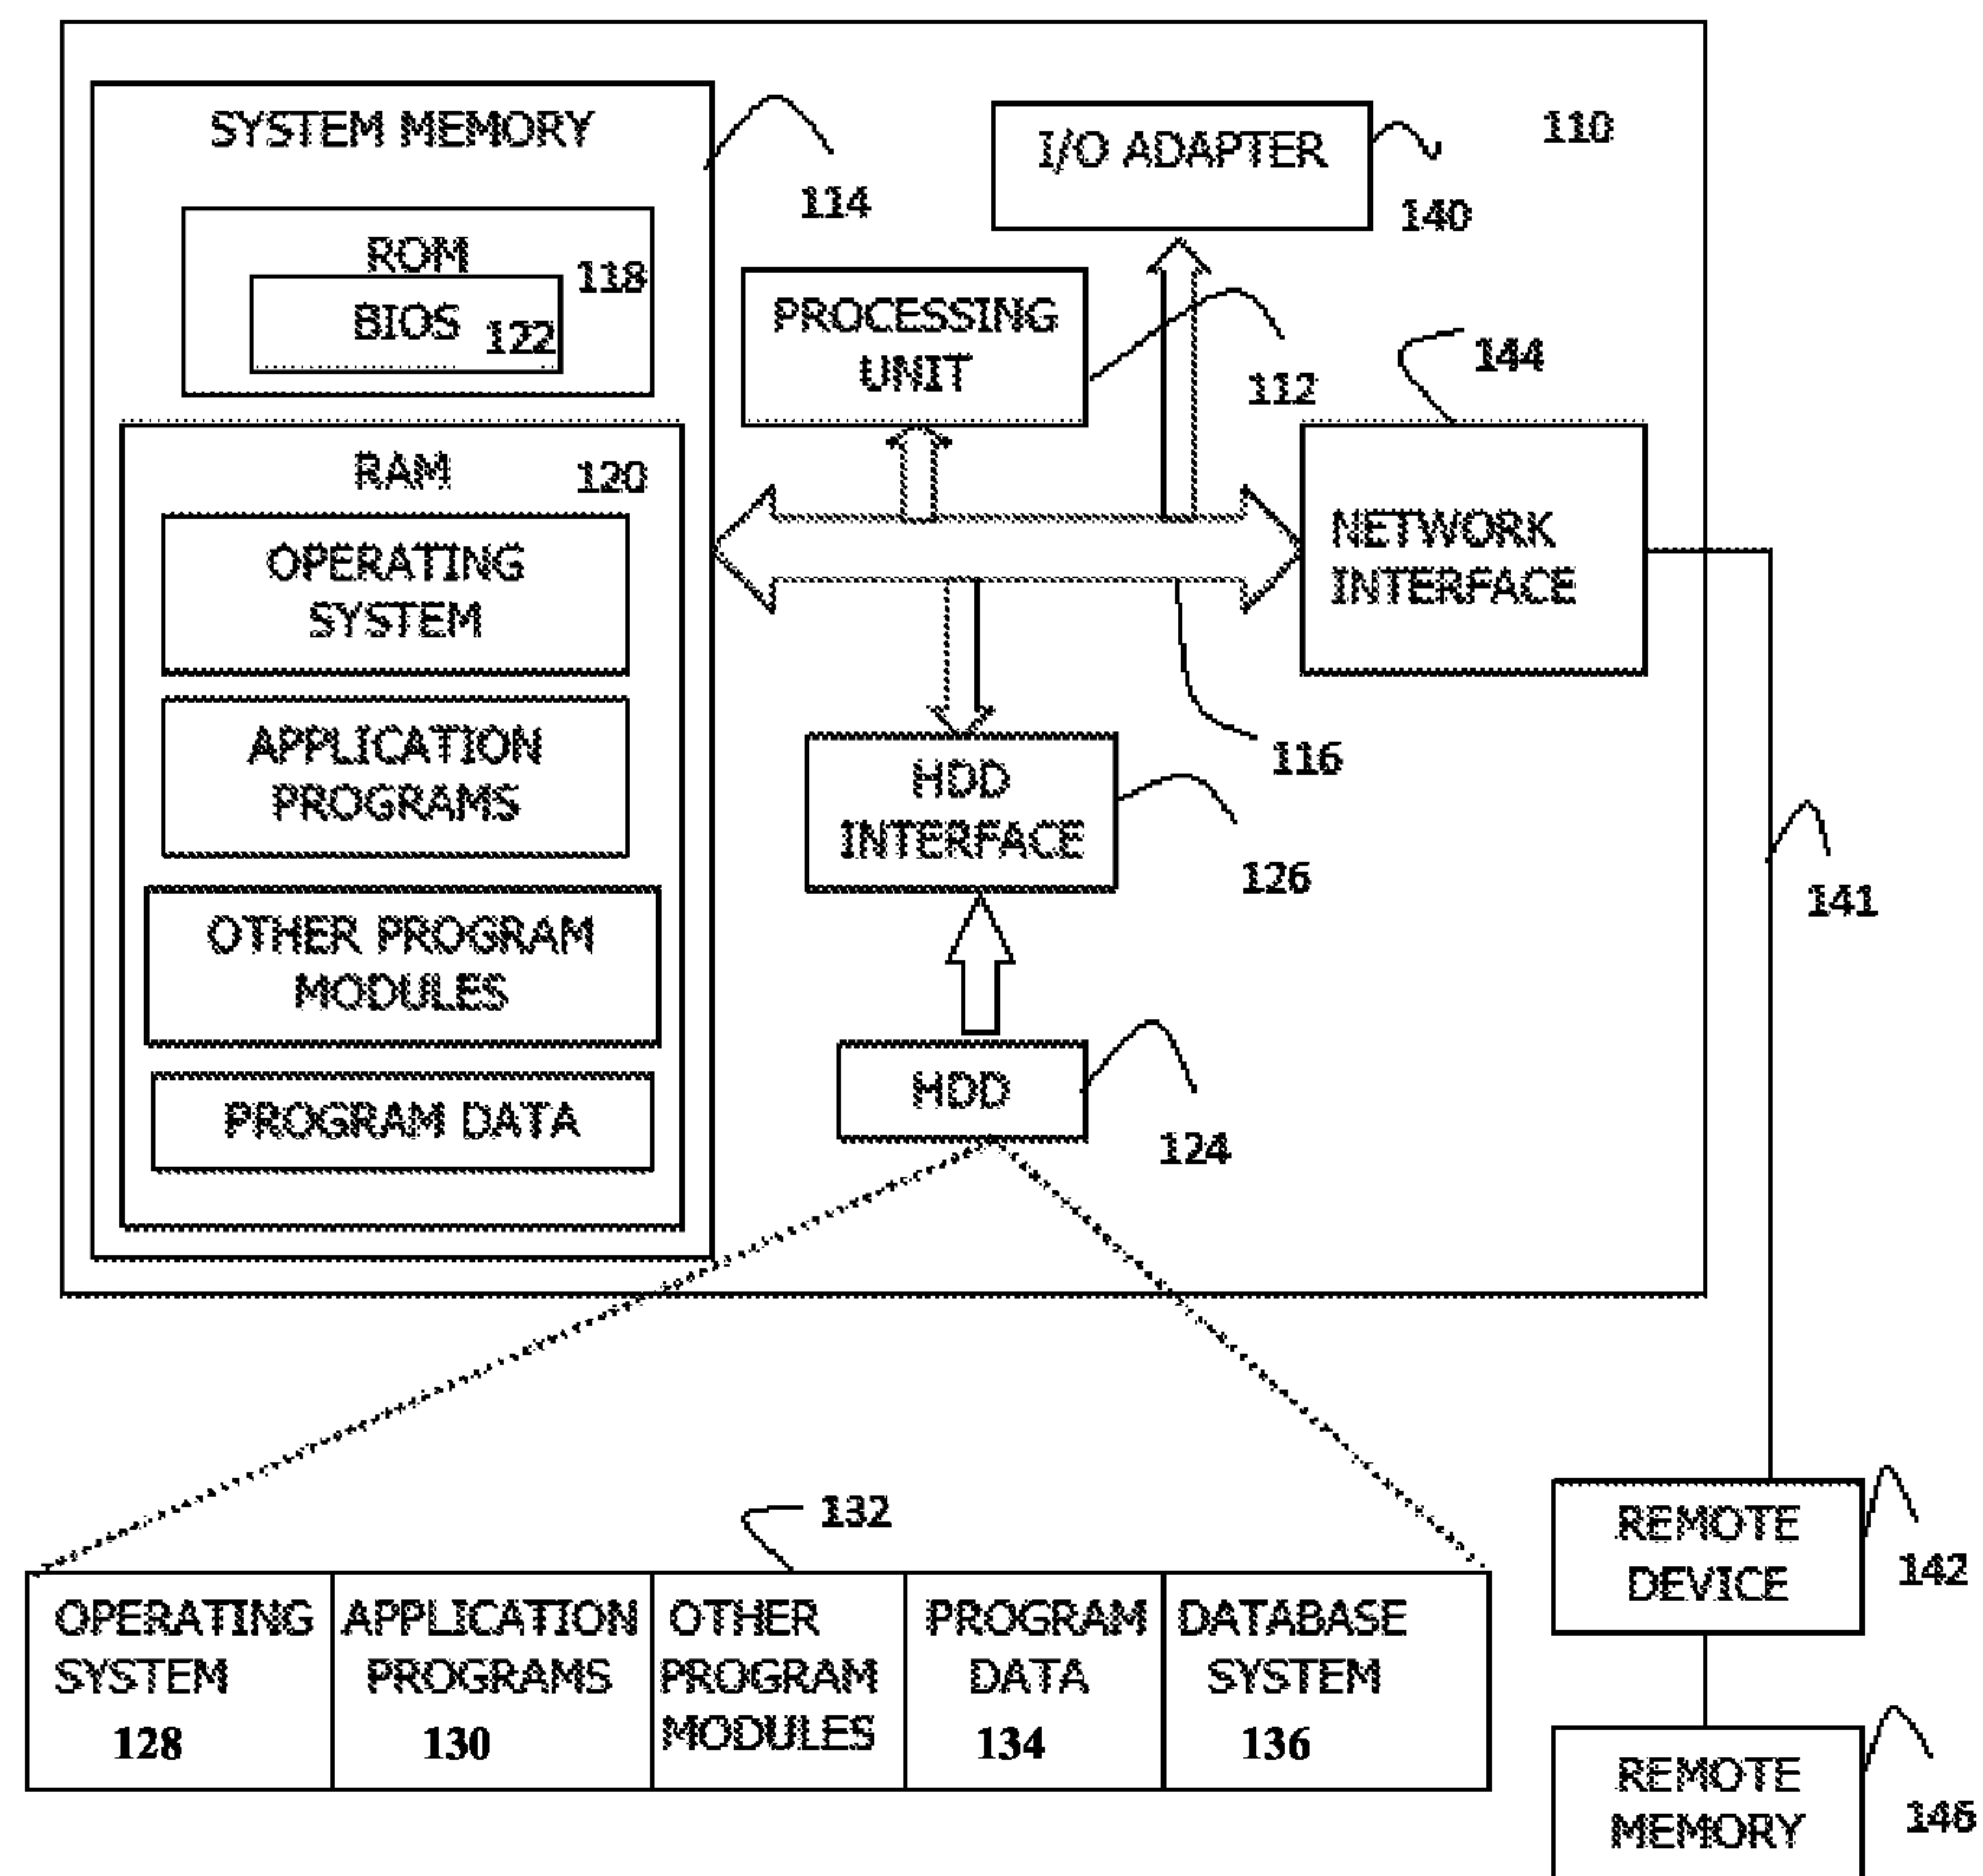 SYSTEM MEMORY
114
I/O ADAPTER
140
110
ROM
118
BIOS
122
PROCESSING
UNIT
112
144
RAM
120
OPERATING
SYSTEM
NETWORK
INTERFACE
APPLICATION
PROGRAMS
116
HDD
INTERFACE
126
141
OTHER PROGRAM
MODULES
HDD
124
PROGRAM DATA
132
OPERATING
SYSTEM
128
APPLICATION
PROGRAMS
130
OTHER
PROGRAM
MODULES
PROGRAM
DATA
134
DATABASE
SYSTEM
136
REMOTE
DEVICE
142
REMOTE
MEMORY
146